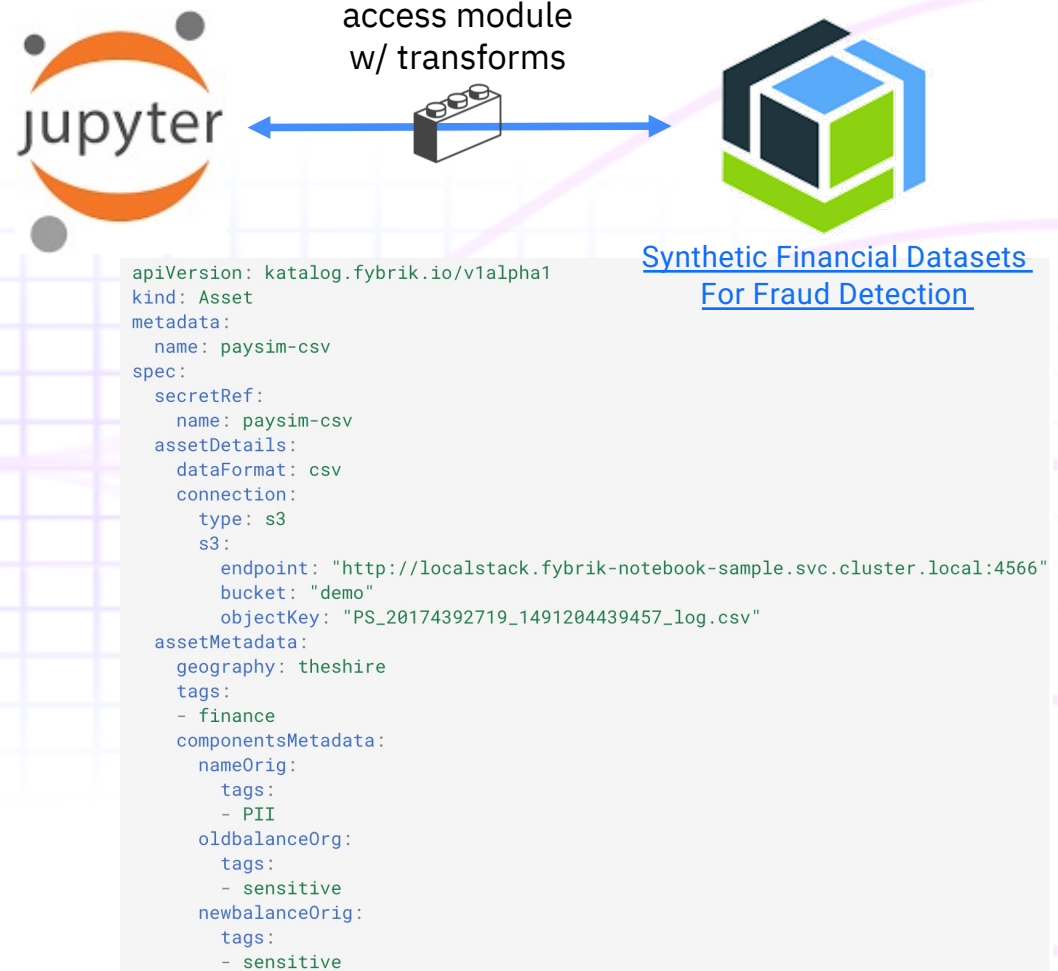 access module
w/ transforms
jupyter
Synthetic Financial Datasets
For Fraud Detection
apiVersion: katalog.fybrik.io/v1alpha1
kind: Asset
metadata:
  name: paysim-csv
spec:
  secretRef:
    name: paysim-csv
  assetDetails:
    dataFormat: csv
    connection:
      type: s3
      s3:
        endpoint: "http://localstack.fybrik-notebook-sample.svc.cluster.local:4566"
        bucket: "demo"
        objectKey: "PS_20174392719_1491204439457_log.csv"
  assetMetadata:
    geography: theshire
    tags:
    - finance
    componentsMetadata:
      nameOrig:
        tags:
        - PII
      oldbalanceOrg:
        tags:
        - sensitive
      newbalanceOrig:
        tags:
        - sensitive